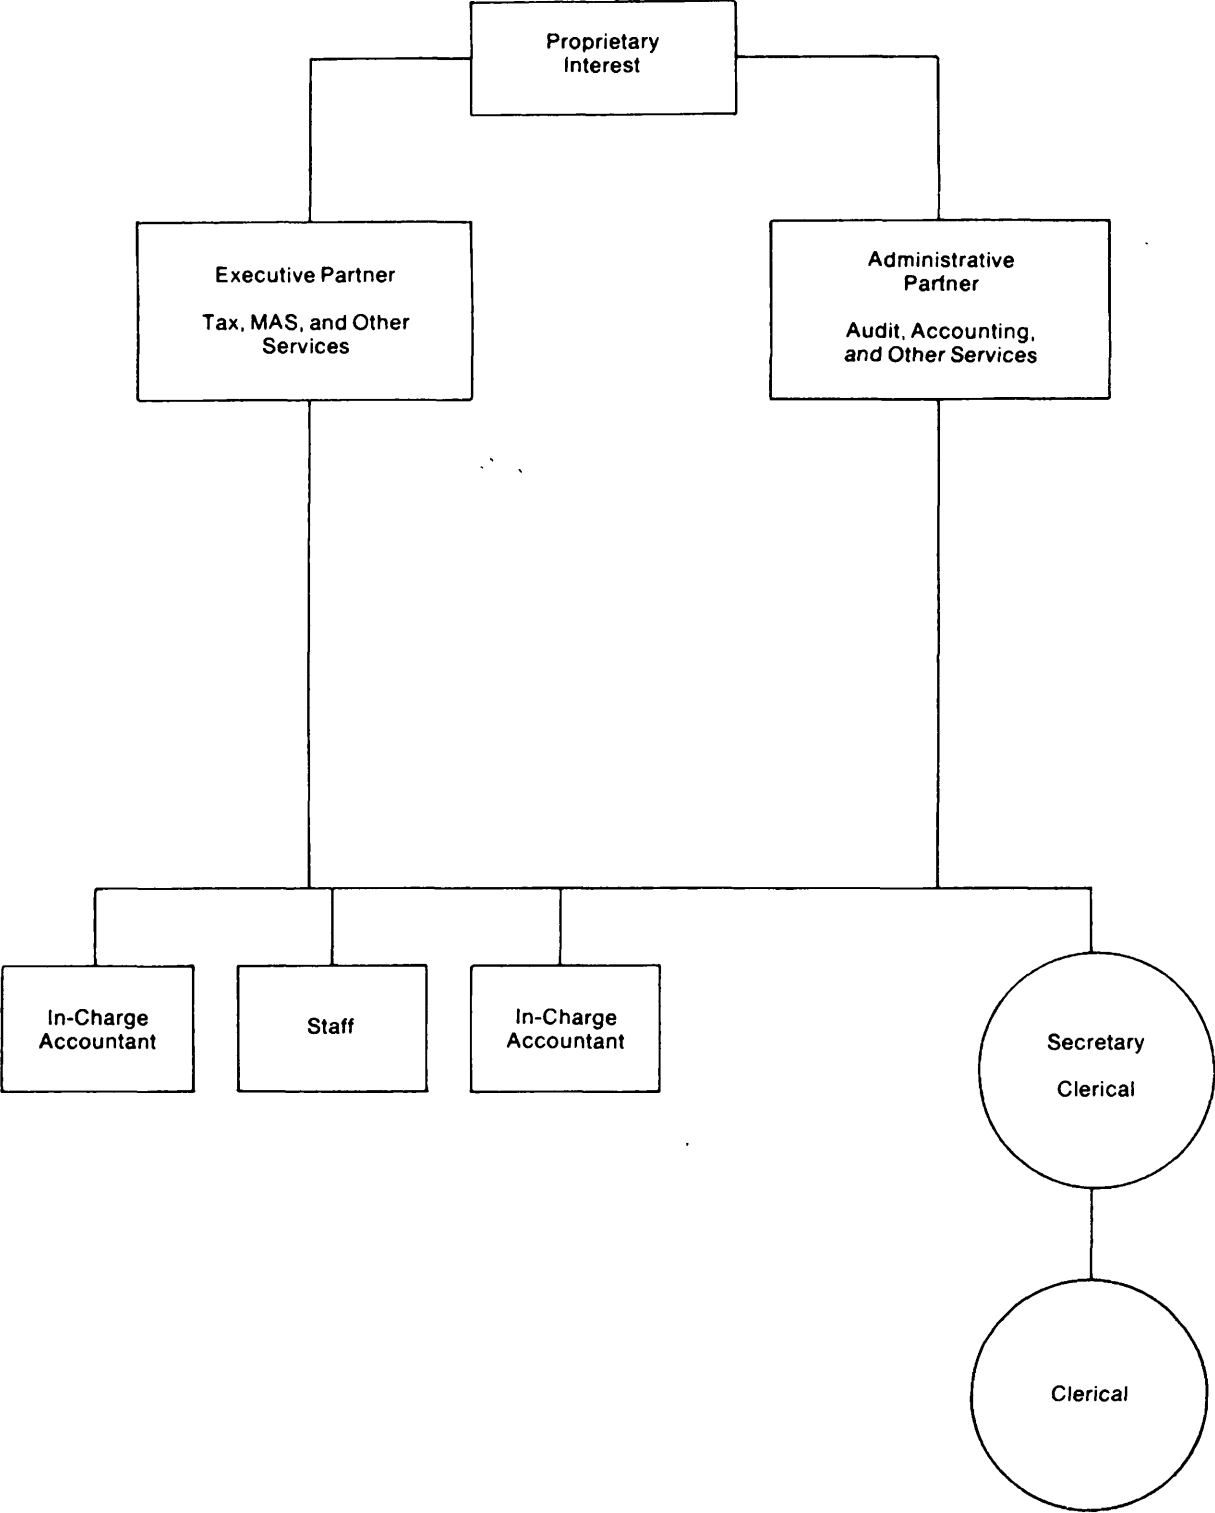 Proprietary
Interest
Executive Partner
Tax, MAS, and Other
Services
Administrative
Partner
Audit, Accounting,
and Other Services
In-Charge
Accountant
Staff
In-Charge
Accountant
Secretary
Clerical
Clerical